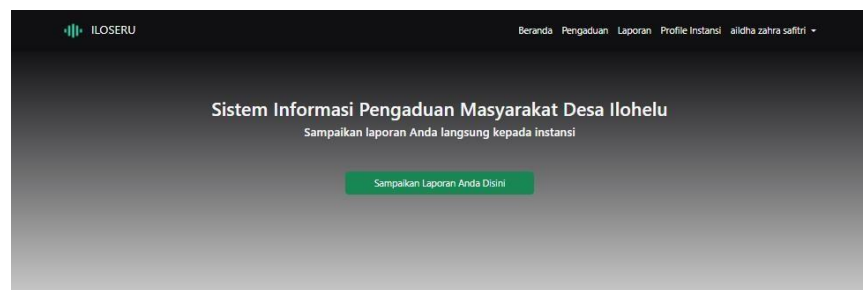 ILOSERU
Beranda Pengaduan Laporan Profile Instansi aildha zahra safitri
Sistem Informasi Pengaduan Masyarakat Desa Ilohelu
Sampaikan laporan Anda langsung kepada instansi
Sampaikan Laporan Anda Disini